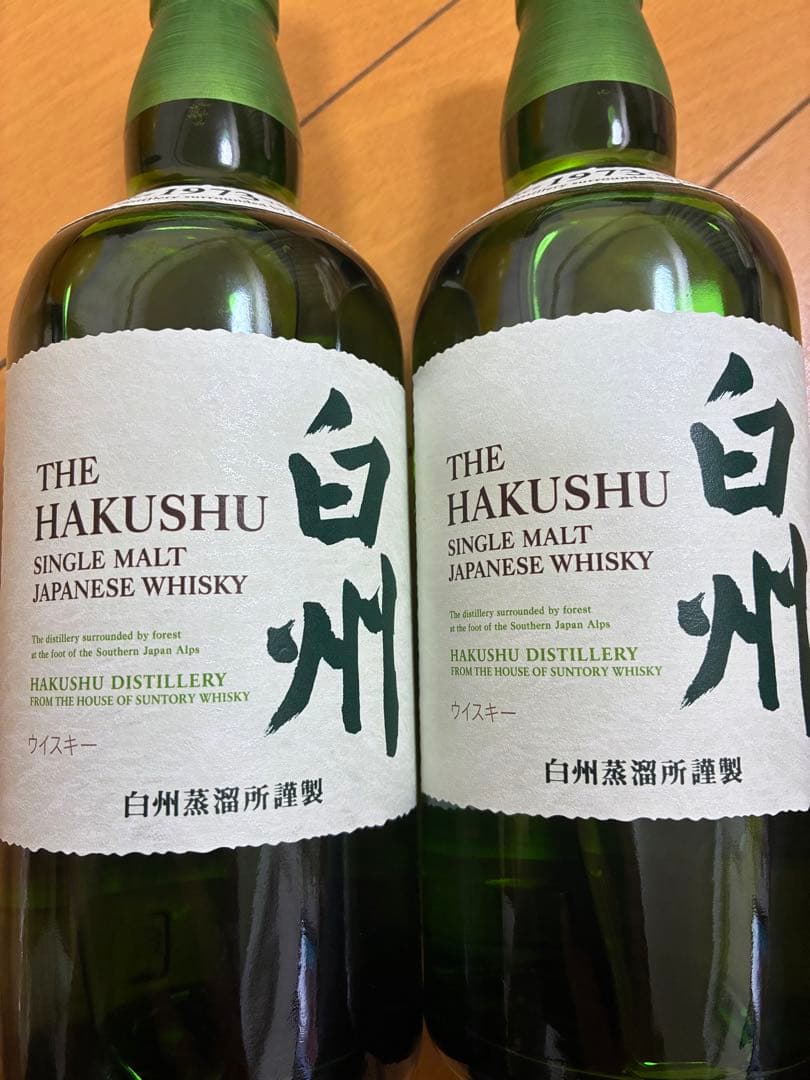 1973
distillery surrounded
THE
HAKUSHU
SINGLE MALT
JAPANESE WHISKY
The distillery surrounded by forest
at the foot of the Southern Japan Alps
HAKUSHU DISTILLERY
FROM THE HOUSE OF SUNTORY WHISKY
ウイスキー
白州
白州蒸溜所謹製
1973
distillery surrounded
THE
HAKUSHU
SINGLE MALT
JAPANESE WHISKY
The distillery surrounded by forest
at the foot of the Southern Japan Alps
HAKUSHU DISTILLERY
FROM THE HOUSE OF SUNTORY WHISKY
ウイスキー
白州
白州蒸溜所謹製